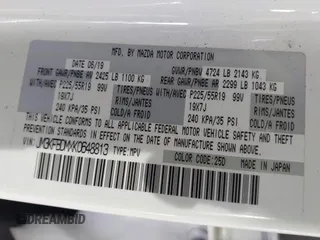 MFD. BY MAZDA MOTOR CORPORATION
DATE 06/19 GVWR/PNBV 4724 LB 2143 KG
FRONT GAWR/PNBE AV 2425 LB 1100 KG REAR GAWR/PNBE AR 2299 LB 1043 KG
WITH/AVEC P225/55R19 99V TIRES/PNEUS WITH/AVEC P225/55R19 99V TIRES/PNEUS
19X7J RIMS/JANTES 19X7J RIMS/JANTES
240 KPA/35 PSI COLD/À FROID 240 KPA/35 PSI COLD/À FROID
THIS VEHICLE CONFORMS TO ALL APPLICABLE FEDERAL MOTOR VEHICLE SAFETY, BUMPER,
AND THEFT PREVENTION STANDARDS IN EFFECT ON THE DATE OF MANUFACTURE SHOWN ABOVE.
VIN: TYPE:MPV
COLOR CODE:25D MADE IN JAPAN
DREAMBID